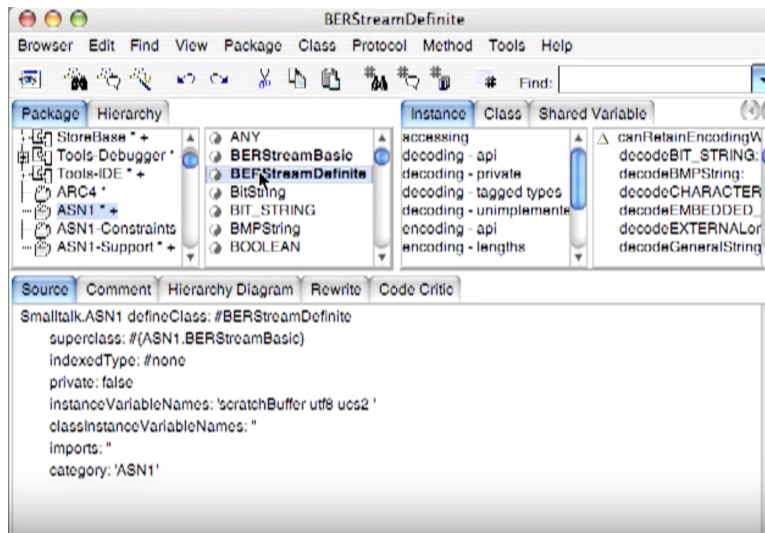 BERStreamDefinite
Browser Edit Find View Package Class Protocol Method Tools Help
Find:
Package Hierarchy
Instance Class Shared Variable
StoreBase * +
Tools-Debugger *
Tools-IDE * +
ARC4 *
ASN1 * +
ASN1-Constraints
ASN1-Support * +
ANY
BERStreamBasic
BERStreamDefinite
BitString
BIT_STRING
BMPString
BOOLEAN
accessing
decoding - api
decoding - private
decoding - tagged types
decoding - unimplemente
encoding - api
encoding - lengths
canRetainEncodingW
decodeBIT_STRING:
decodeBMPString:
decodeCHARACTER
decodeEMBEDDED_
decodeEXTERNALor
decodeGeneralString
Source Comment Hierarchy Diagram Rewrite Code Critic
Smalltalk.ASN1 defineClass: #BERStreamDefinite
superclass: #{ASN1.BERStreamBasic}
indexedType: #none
private: false
instanceVariableNames: 'scratchBuffer utf8 ucs2 '
classInstanceVariableNames: ''
imports: ''
category: 'ASN1'